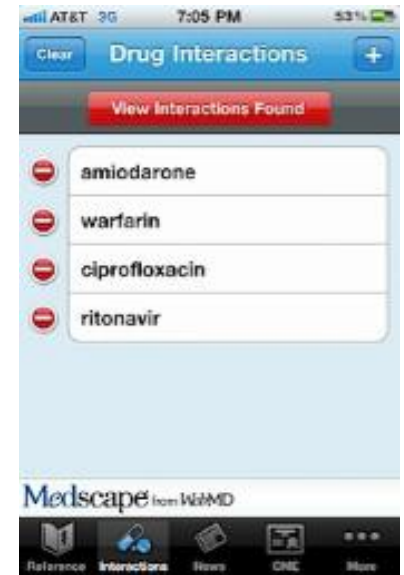 AT&T 3G 7:05 PM 53%
Clear Drug Interactions +
View Interactions Found
amiodarone
warfarin
ciprofloxacin
ritonavir
Medscape from WebMD
Reference Interactions News CME More